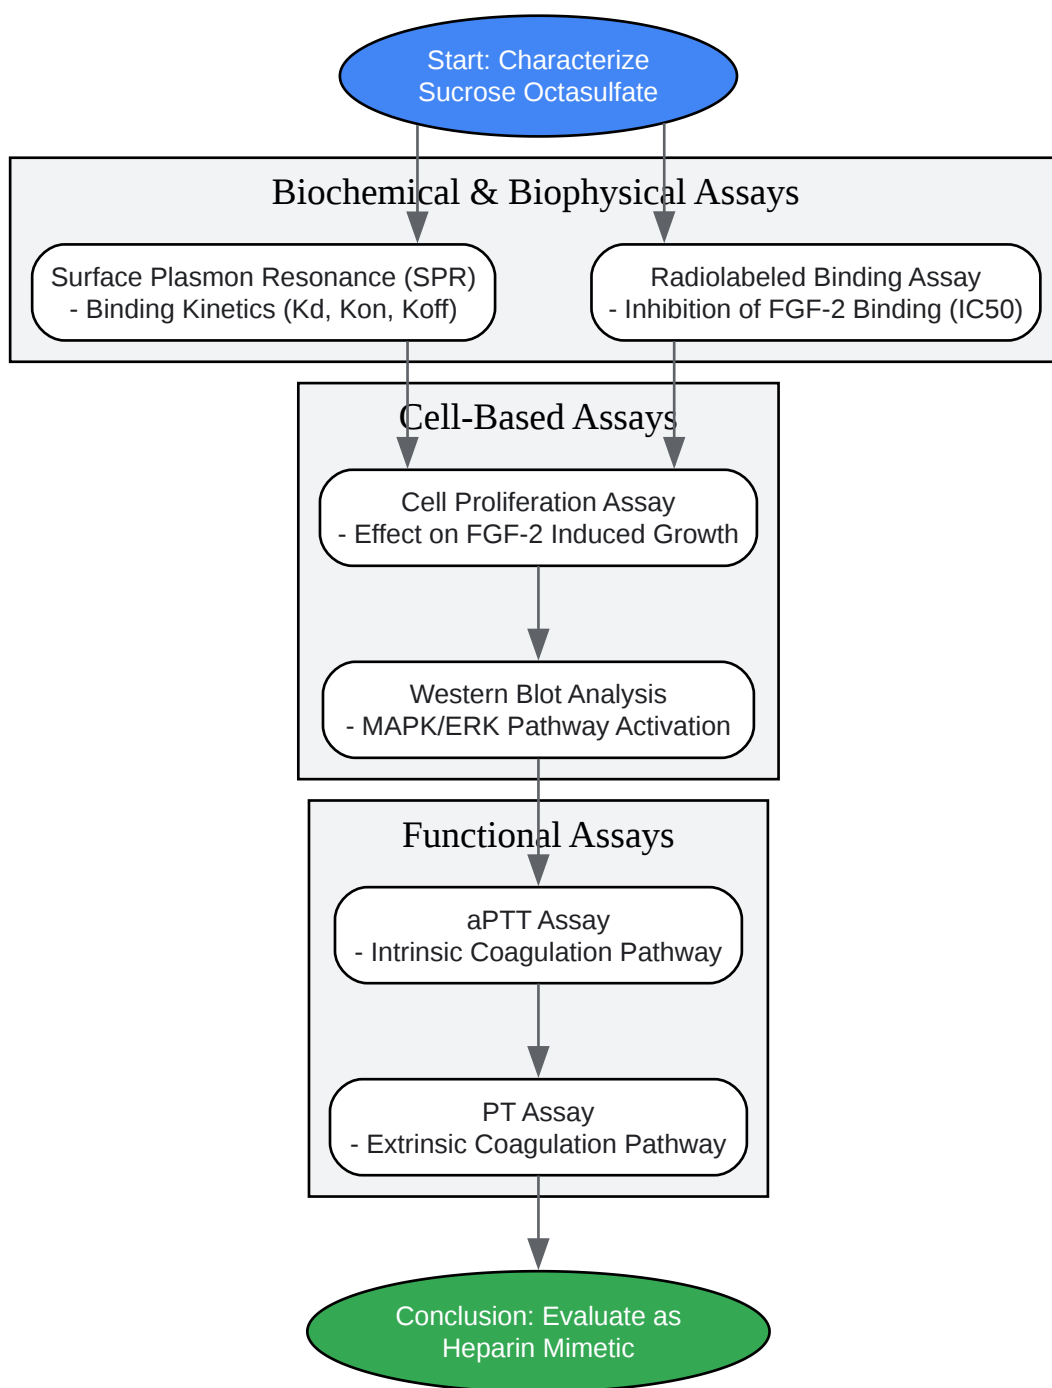 Start: Characterize
Sucrose Octasulfate
Biochemical & Biophysical Assays
Surface Plasmon Resonance (SPR)
- Binding Kinetics (Kd, Kon, Koff)
Radiolabeled Binding Assay
- Inhibition of FGF-2 Binding (IC50)
Cell-Based Assays
Cell Proliferation Assay
- Effect on FGF-2 Induced Growth
Western Blot Analysis
- MAPK/ERK Pathway Activation
Functional Assays
aPTT Assay
- Intrinsic Coagulation Pathway
PT Assay
- Extrinsic Coagulation Pathway
Conclusion: Evaluate as
Heparin Mimetic